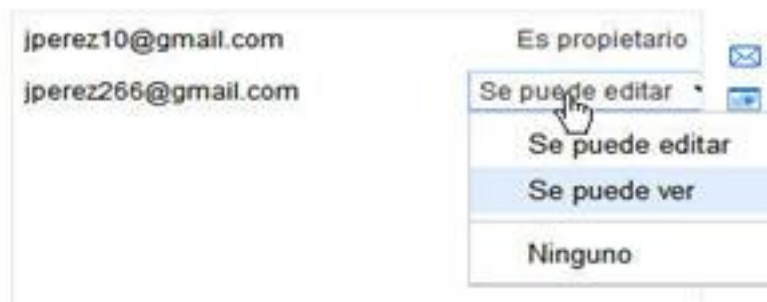 jperez10@gmail.com Es propietario
jperez266@gmail.com Se puede editar
Se puede editar
Se puede ver
Ninguno